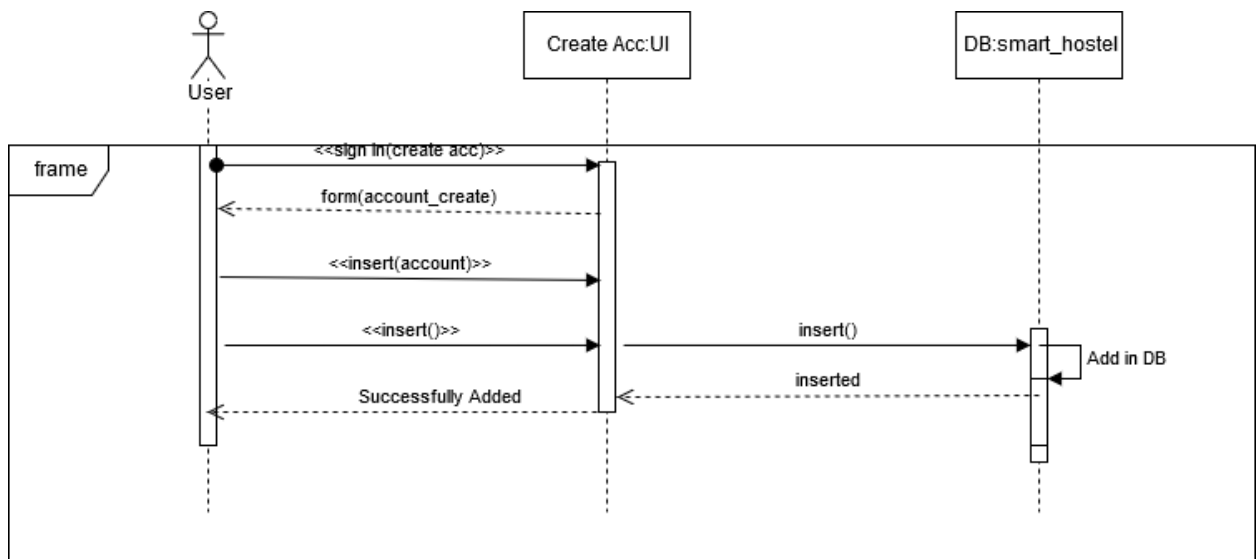 User
Create Acc:UI
DB:smart_hostel
frame
<<sign in(create acc)>>
form(account_create)
<<insert(account)>>
<<insert()>>
insert()
Add in DB
inserted
Successfully Added